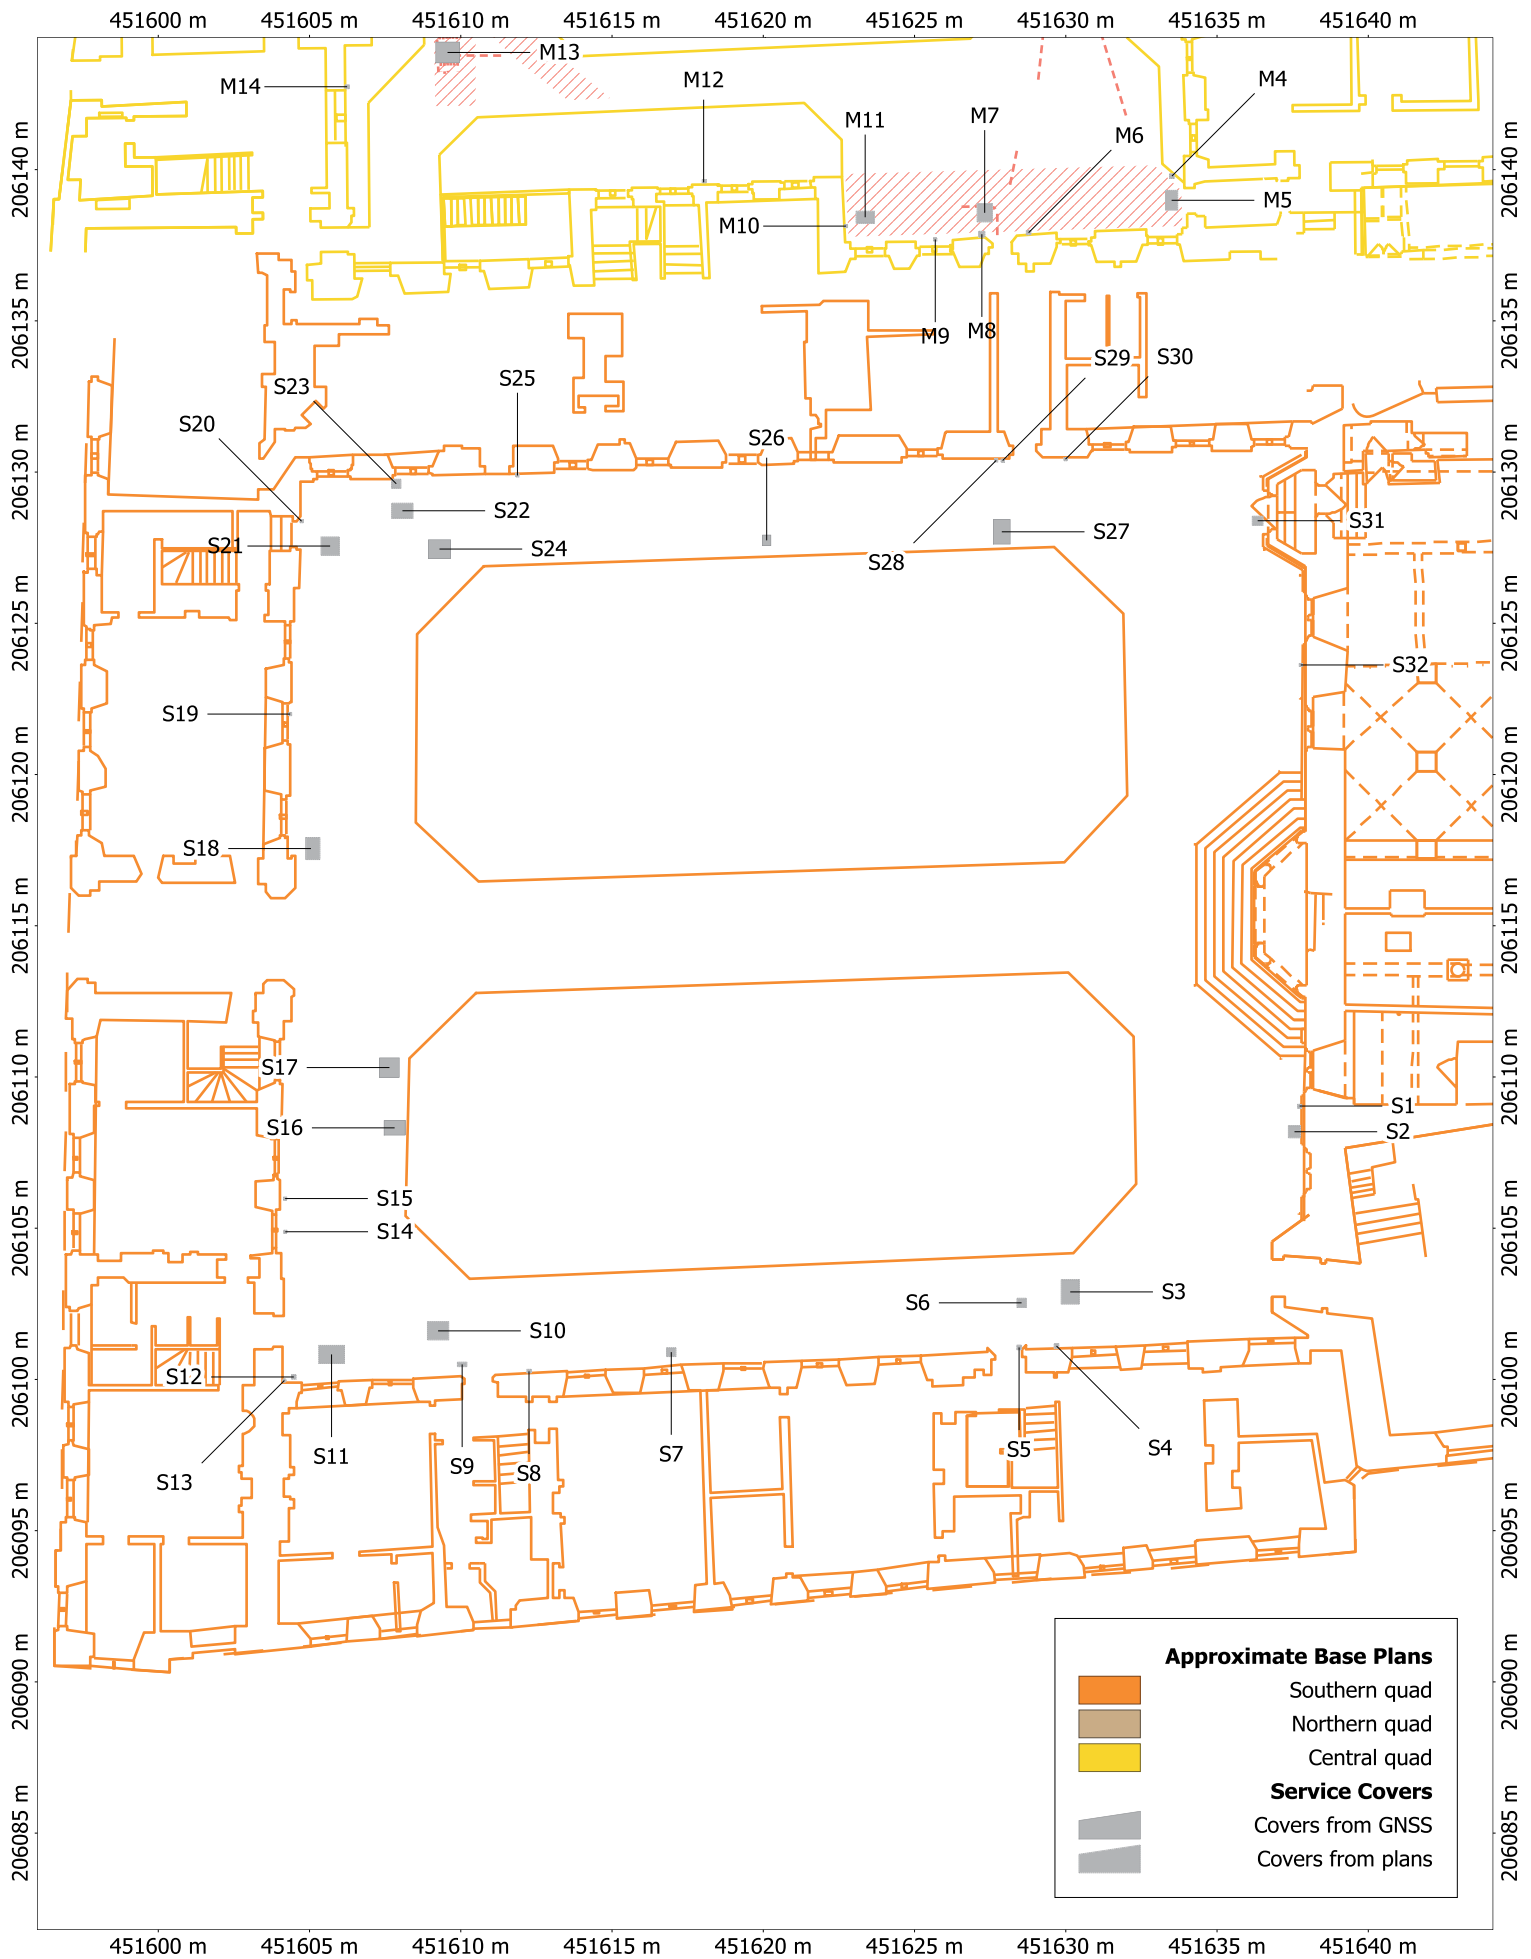 451600 m 451605 m 451610 m 451615 m 451620 m 451625 m 451630 m 451635 m 451640 m
M13
M14
M12
M4
M11
M7
M6
206140 m
206140 m
M5
M10
206135 m
206135 m
M9
M8
S29
S30
S23
S25
S20
S26
206130 m
206130 m
S22
S31
S27
S21
S24
S28
206125 m
206125 m
S32
S19
206120 m
206120 m
S18
206115 m
206115 m
S17
206110 m
206110 m
S1
S16
S2
S15
206105 m
206105 m
S14
S3
S6
S10
206100 m
206100 m
S12
S11
S9
S8
S7
S5
S4
S13
206095 m
206095 m
Approximate Base Plans
206090 m
206090 m
Southern quad
Northern quad
Central quad
Service Covers
206085 m
206085 m
Covers from GNSS
Covers from plans
451600 m 451605 m 451610 m 451615 m 451620 m 451625 m 451630 m 451635 m 451640 m